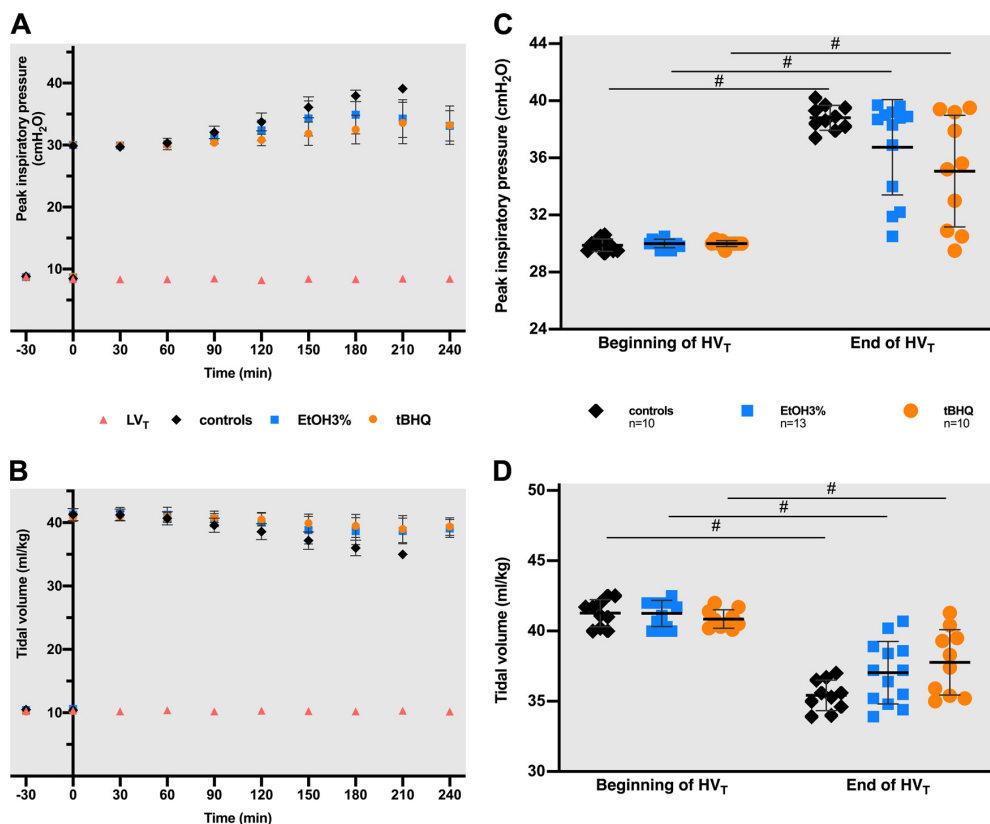 A
Peak inspiratory pressure
(cmH2O)
40
30
20
10
-30 0 30 60 90 120 150 180 210 240
Time (min)
C
Peak inspiratory pressure (cmH2O)
44
40
36
32
28
24
#
#
#
Beginning of HVT End of HVT
LVT controls EtOH3% tBHQ
controls EtOH3% tBHQ
n=10 n=13 n=10
B
Tidal volume (ml/kg)
40
30
20
10
-30 0 30 60 90 120 150 180 210 240
Time (min)
D
Tidal volume (ml/kg)
50
45
40
35
30
#
#
#
Beginning of HVT End of HVT